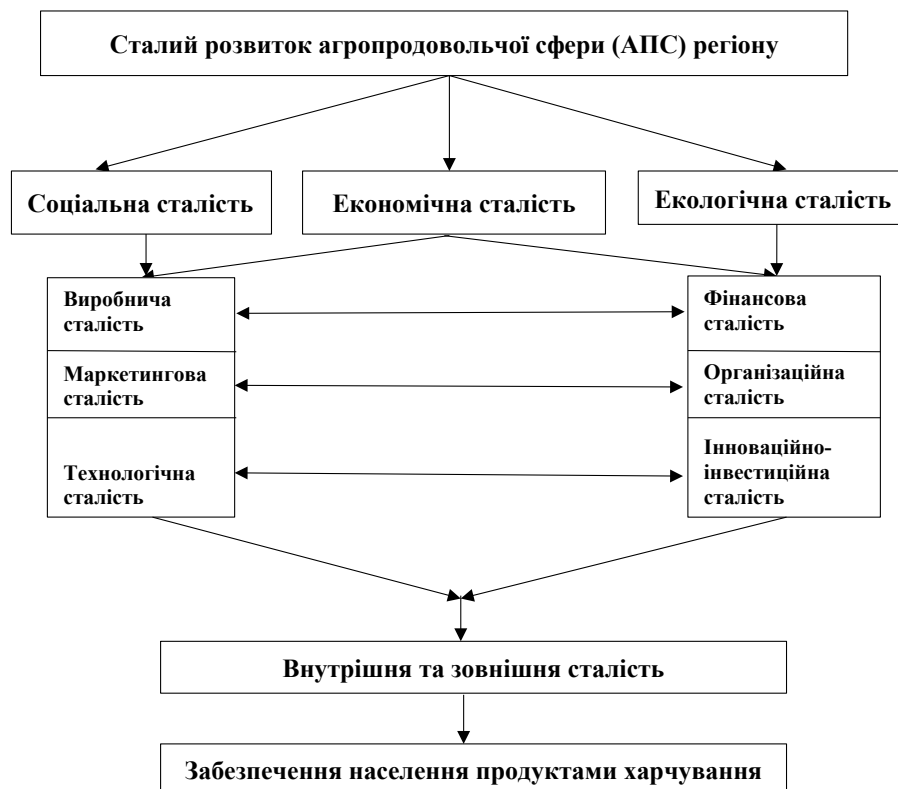 Сталий розвиток агропродовольчої сфери (АПС) регіону
Соціальна сталість
Економічна сталість
Екологічна сталість
Виробнича
сталість
Фінансова
сталість
Маркетингова
сталість
Організаційна
сталість
Технологічна
сталість
Інноваційно-
інвестиційна
сталість
Внутрішня та зовнішня сталість
Забезпечення населення продуктами харчування